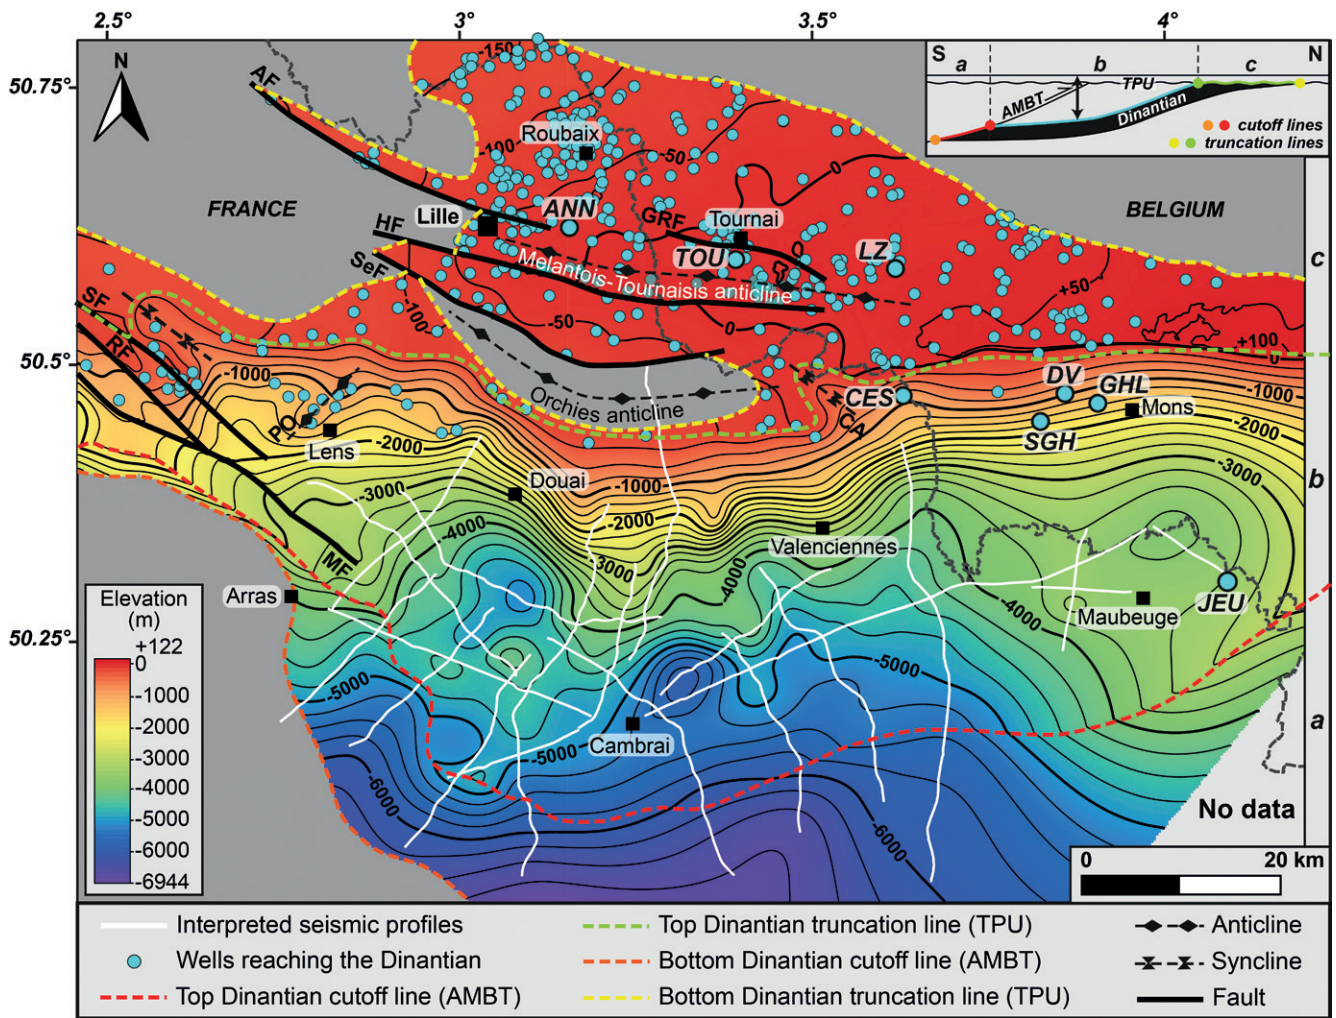 2.5° 3° 3.5° 4°
50.75°
50.5°
50.25°
N
S N
a b c
TPU
AMBT
Dinantian
cutoff lines
truncation lines
AF
-150
Roubaix
-100
-50
0
FRANCE
Lille
ANN
GRF
Tournai
BELGIUM
HF
TOU
0
LZ
c
SeF
Melantois-Tournaisis anticline
+50
SF
-100
-50
0
RF
+100
0
-1000
DV
GHL
-1000
Orchies anticline
CES
Mons
PO
CA
SGH
Lens
-2000
-2000
-3000
b
Douai
-1000
-3000
-2000
-4000
Valenciennes
-3000
MF
-4000
Arras
JEU
Maubeuge
-4000
Elevation
(m)
+122
0
-1000
-2000
-3000
-4000
-5000
-6000
-6944
-5000
-5000
Cambrai
-5000
a
-6000
-6000
No data
0 20 km
Interpreted seismic profiles
Wells reaching the Dinantian
Top Dinantian cutoff line (AMBT)
Top Dinantian truncation line (TPU)
Bottom Dinantian cutoff line (AMBT)
Bottom Dinantian truncation line (TPU)
Anticline
Syncline
Fault